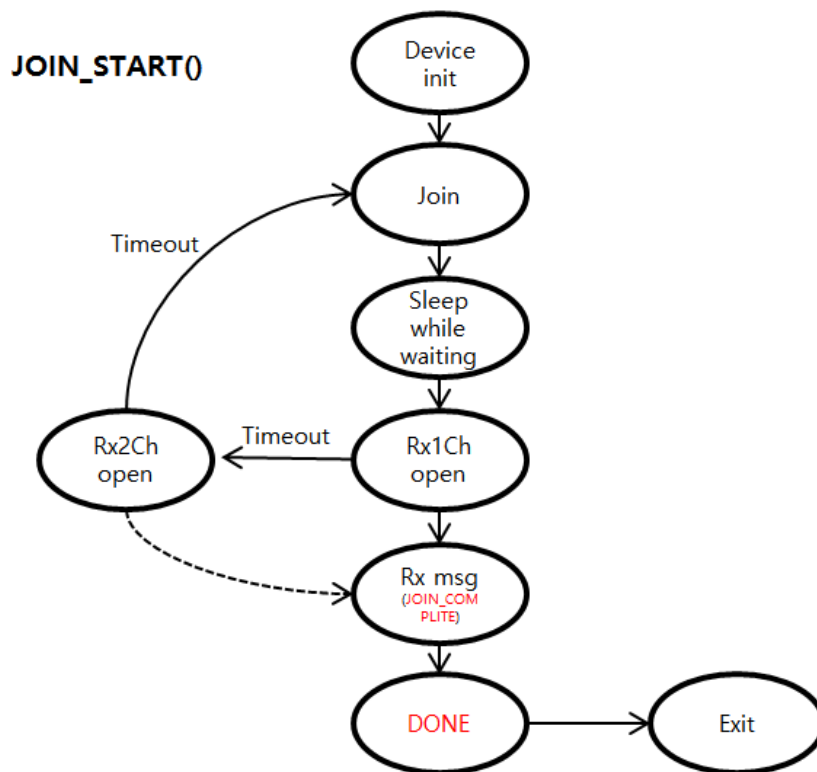 JOIN_START()
Device
init
Join
Timeout
Sleep
while
waiting
Rx2Ch
open
Timeout
Rx1Ch
open
Rx msg
(JOIN_COM
PLITE)
DONE
Exit